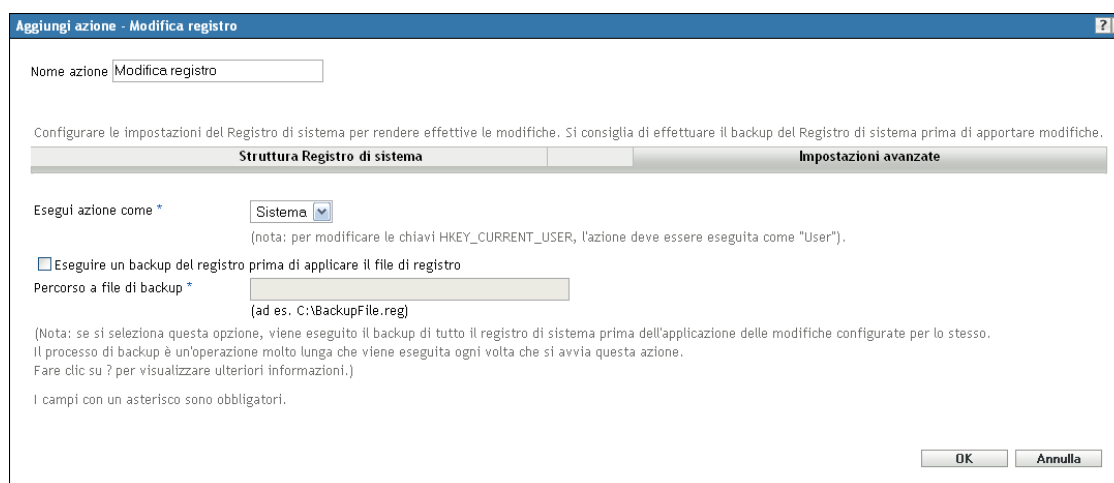 Aggiungi azione - Modifica registro
?
Nome azione Modifica registro
Configurare le impostazioni del Registro di sistema per rendere effettive le modifiche. Si consiglia di effettuare il backup del Registro di sistema prima di apportare modifiche.
Struttura Registro di sistema Impostazioni avanzate
Esegui azione come * Sistema
(nota: per modificare le chiavi HKEY_CURRENT_USER, l'azione deve essere eseguita come "User").
Eseguire un backup del registro prima di applicare il file di registro
Percorso a file di backup *
(ad es. C:\BackupFile.reg)
(Nota: se si seleziona questa opzione, viene eseguito il backup di tutto il registro di sistema prima dell'applicazione delle modifiche configurate per lo stesso.
Il processo di backup è un'operazione molto lunga che viene eseguita ogni volta che si avvia questa azione.
Fare clic su ? per visualizzare ulteriori informazioni.)
I campi con un asterisco sono obbligatori.
OK Annulla